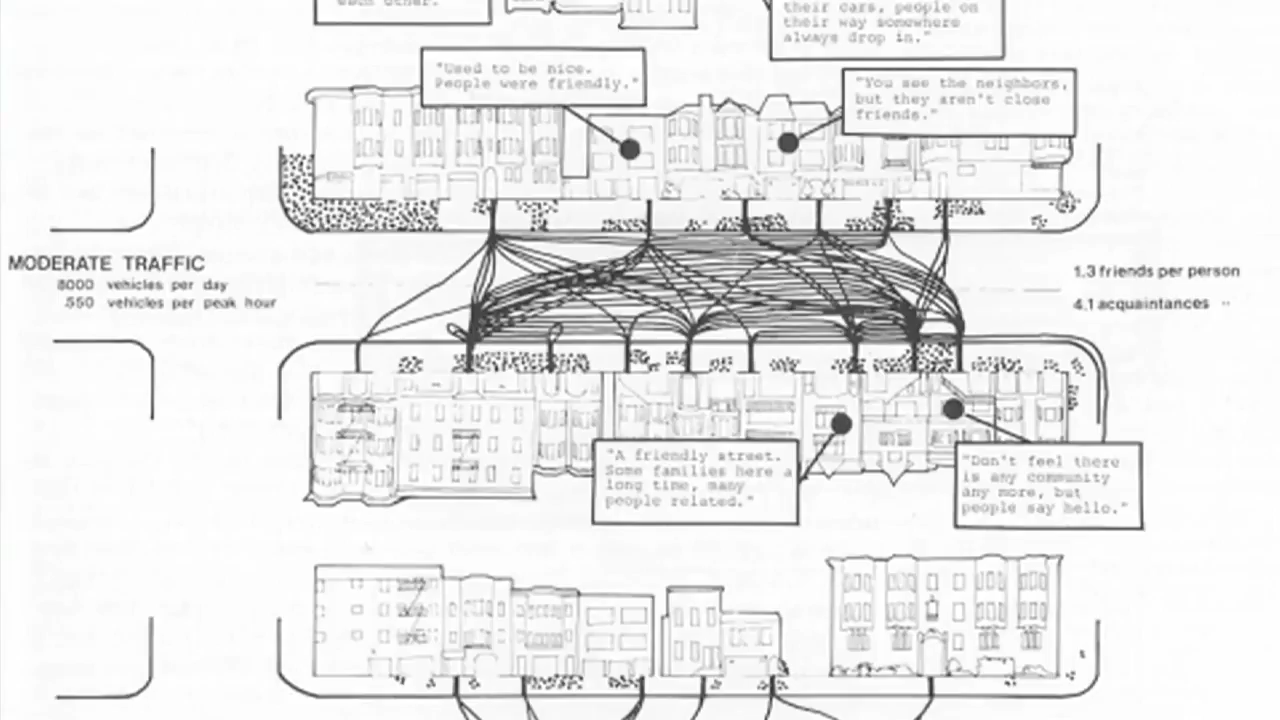 each other.
their cars, people on
their way somewhere
always drop in."
"Used to be nice.
People were friendly."
"You see the neighbors,
but they aren't close
friends."
MODERATE TRAFFIC
8000 vehicles per day
550 vehicles per peak hour
1.3 friends per person
4.1 acquaintances "
"A friendly street.
Some families here a
long time, many
people related."
"Don't feel there
is any community
any more, but
people say hello."